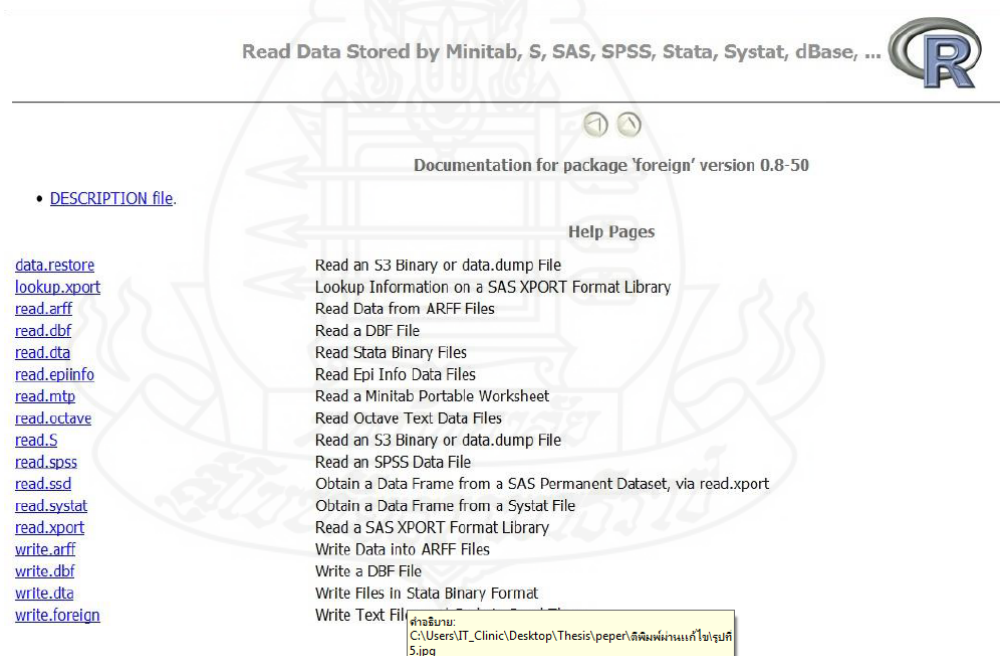 Read Data Stored by Minitab, S, SAS, SPSS, Stata, Systat, dBase, ...
R
Documentation for package ‘foreign’ version 0.8-50
• DESCRIPTION file.
Help Pages
data.restore Read an S3 Binary or data.dump File
lookup.xport Lookup Information on a SAS XPORT Format Library
read.arff Read Data from ARFF Files
read.dbf Read a DBF File
read.dta Read Stata Binary Files
read.epiinfo Read Epi Info Data Files
read.mtp Read a Minitab Portable Worksheet
read.octave Read Octave Text Data Files
read.S Read an S3 Binary or data.dump File
read.spss Read an SPSS Data File
read.ssd Obtain a Data Frame from a SAS Permanent Dataset, via read.xport
read.systat Obtain a Data Frame from a Systat File
read.xport Read a SAS XPORT Format Library
write.arff Write Data into ARFF Files
write.dbf Write a DBF File
write.dta Write Files in Stata Binary Format
write.foreign Write Text
คำอธิบาย:
C:\Users\IT_Clinic\Desktop\Thesis\peper\ตีพิมพ์ผ่านแก้ไข\รูปที่
5.jpg